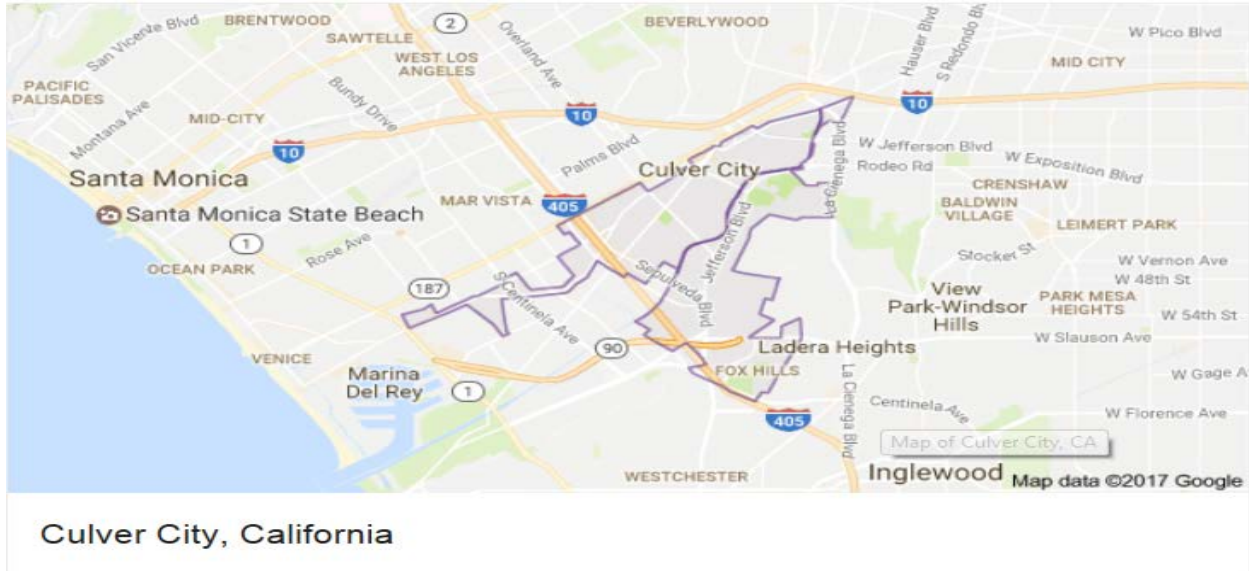 BRENTWOOD
2
BEVERLYWOOD
San Vicente Blvd
SAWTELLE
Overland Ave
Hauser Blvd
S Redondo Blv
W Pico Blvd
WEST LOS
ANGELES
MID CITY
PACIFIC
PALISADES
Montana Ave
Bundy Drive
MID-CITY
10
10
10
Palms Blvd
Culver City
La Cienega Blvd
W Jefferson Blvd
Rodeo Rd
W Exposition Blvd
Santa Monica
MAR VISTA
405
CRENSHAW
BALDWIN
VILLAGE
LEIMERT PARK
Santa Monica State Beach
1
Rose Ave
Jefferson Blvd
Stocker St
OCEAN PARK
187
S Centinela Ave
Sepulveda Blvd
W Vernon Ave
W 48th St
View
Park-Windsor
Hills
PARK MESA
HEIGHTS
W 54th St
W Slauson Ave
VENICE
90
Ladera Heights
FOX HILLS
Marina
Del Rey
1
La Cienega Blvd
W Gage A
405
Centinela Ave
W Florence Ave
Map of Culver City, CA
WESTCHESTER
Inglewood
Map data ©2017 Google
Culver City, California